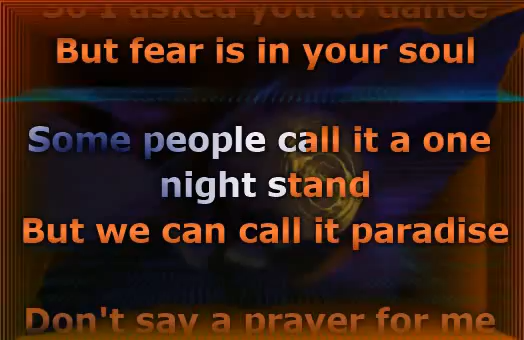 So I asked you to dance
But fear is in your soul
Some people call it a one
night stand
But we can call it paradise
Don't say a prayer for me